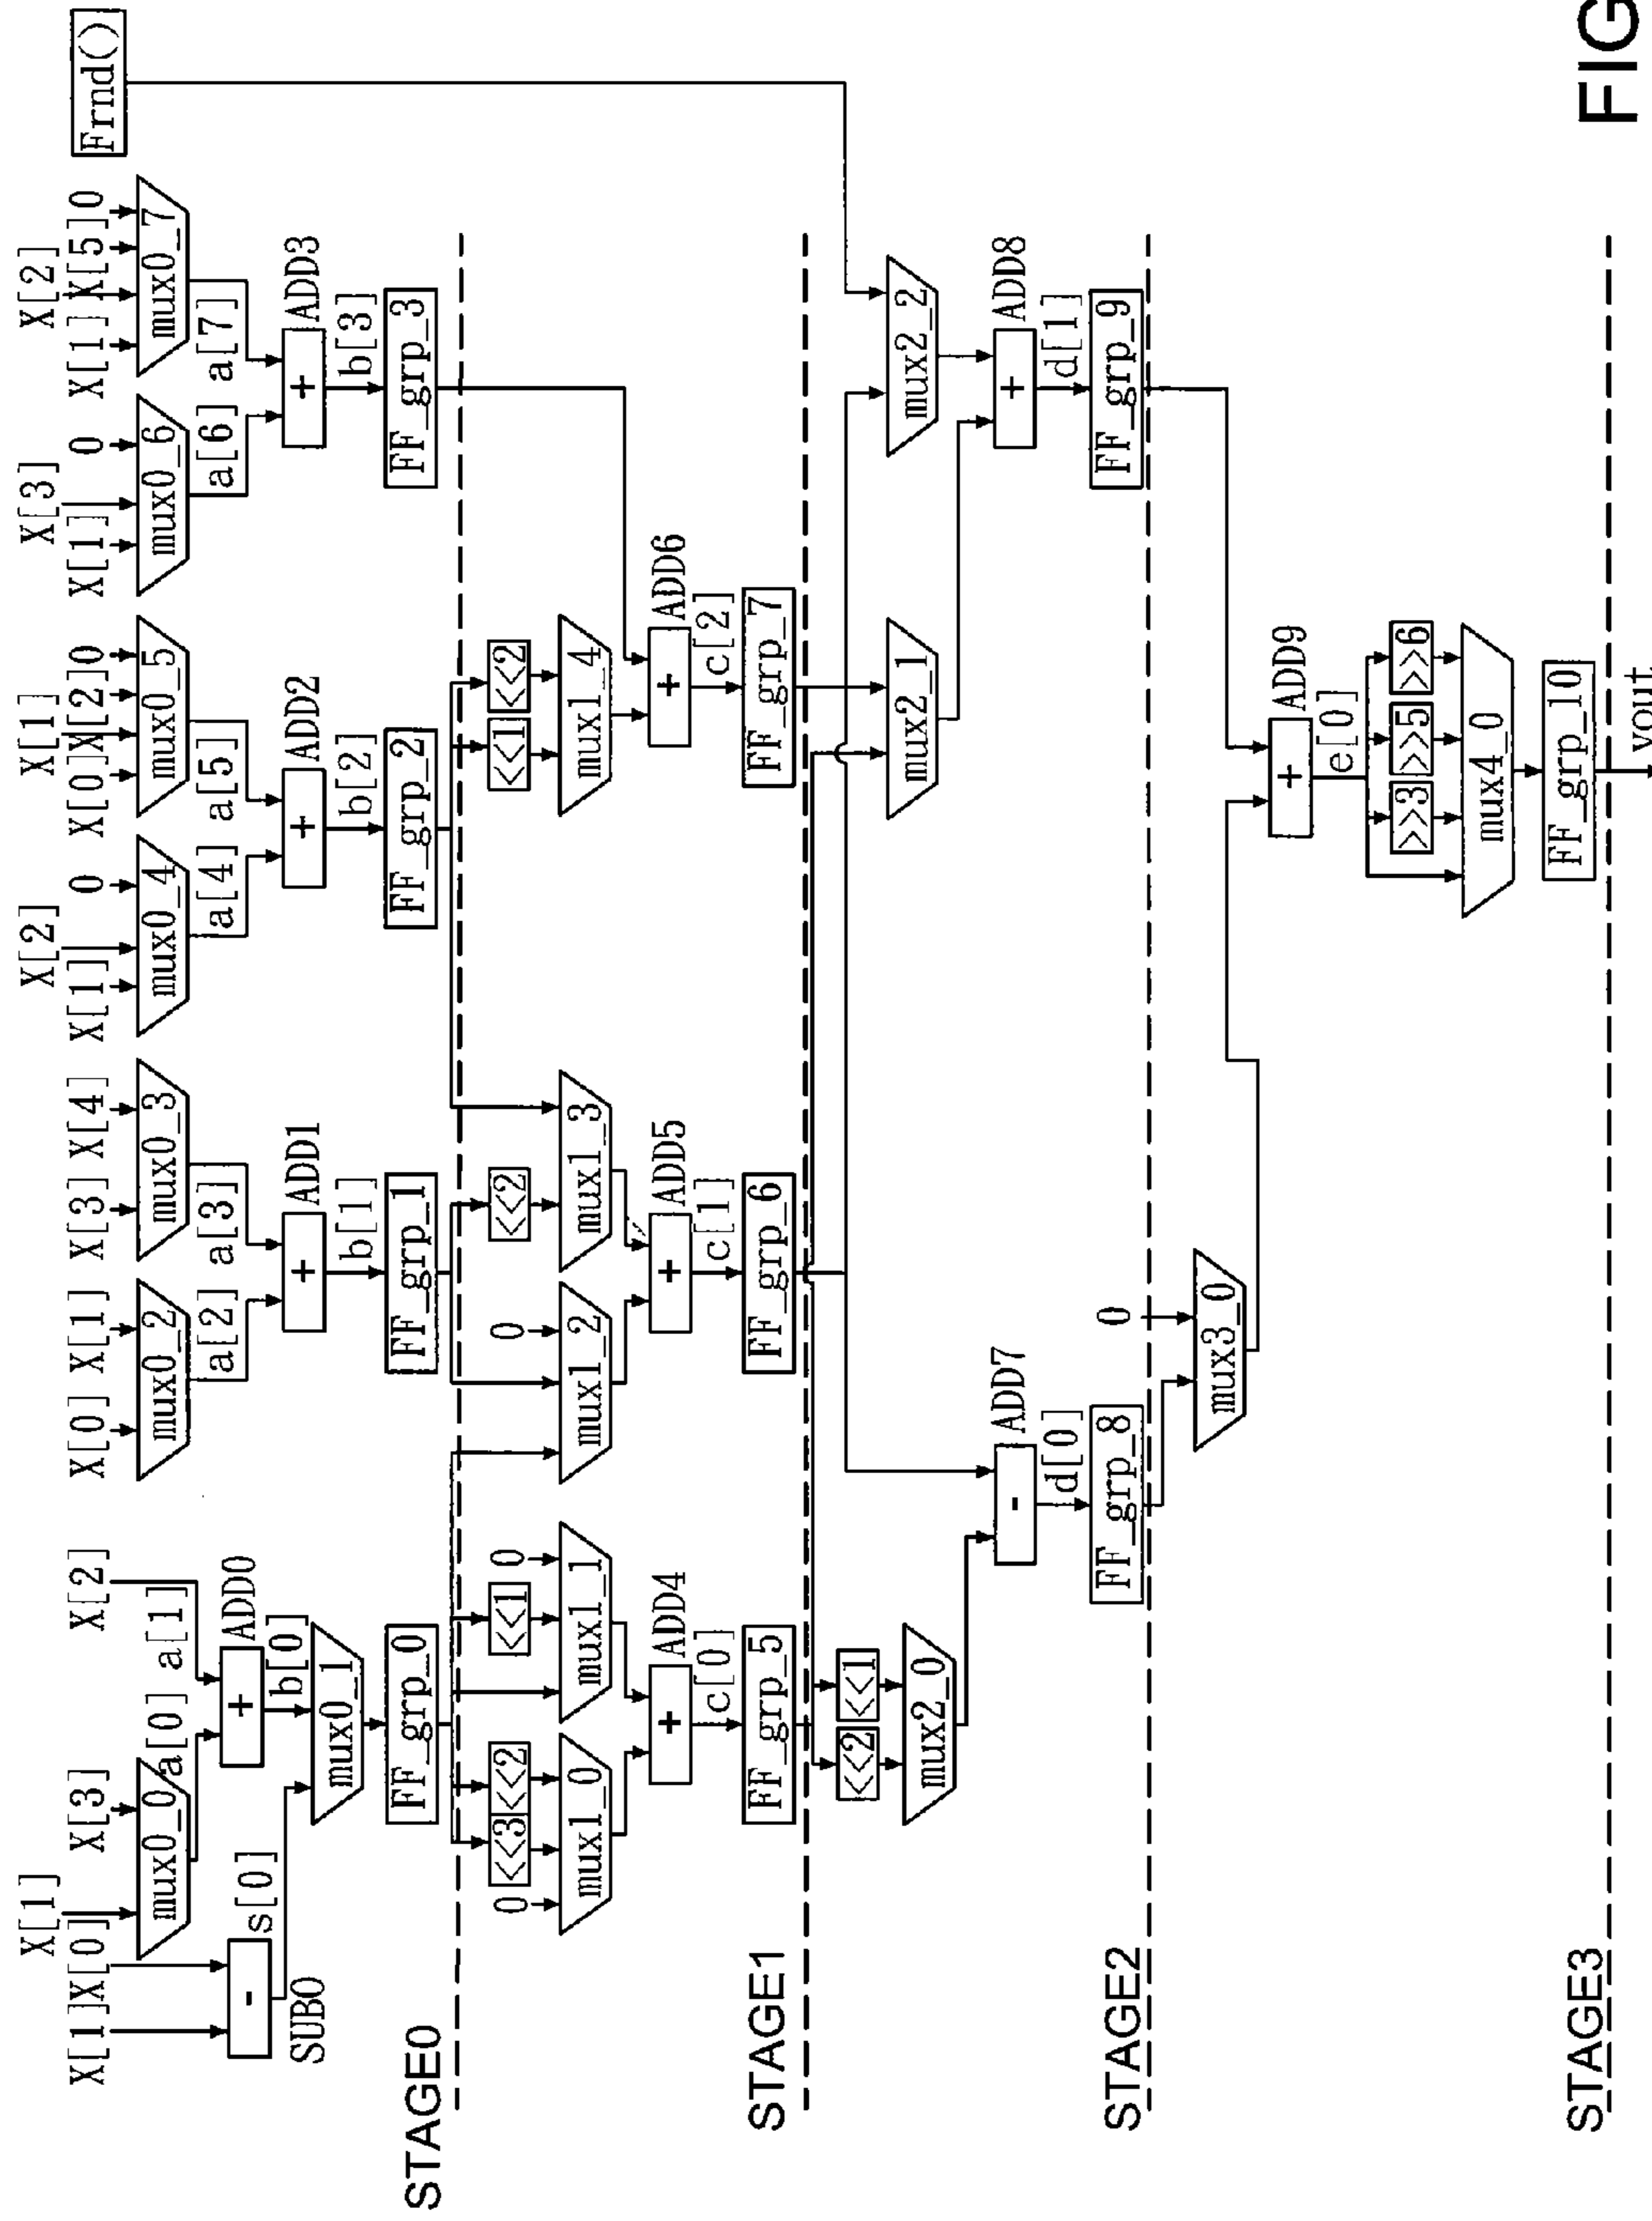 X[1] X[2] X[1] X[3] X[2]
X[1] X[0] X[3] X[2] X[0] X[1] X[3] X[4] X[1] 0 X[0] X[2] 0 X[1] 0 X[1] X[5] 0 Frnd()
mux0_0 mux0_2 mux0_3 mux0_4 mux0_5 mux0_6 mux0_7
s[0] a[0] a[1] a[2] a[3] a[4] a[5] a[6] a[7]
- + + + +
SUB0 ADD0 ADD1 ADD2 ADD3
b[0] b[1] b[2] b[3]
mux0_1
FF_grp_0 FF_grp_1 FF_grp_2 FF_grp_3
STAGE0
0 <<3 <<2 <<1 0 0 <<2 <<1 <<2
mux1_0 mux1_1 mux1_2 mux1_3 mux1_4
+ ADD4 + ADD5 + ADD6
c[0] c[1] c[2]
FF_grp_5 FF_grp_6 FF_grp_7
STAGE1
<<2 <<1
mux2_0 mux2_1 mux2_2
- ADD7 + ADD8
d[0] d[1]
FF_grp_8 FF_grp_9
STAGE2
0
mux3_0
+ ADD9
e[0]
>>3 >>5 >>6
mux4_0
FF_grp_10
STAGE3
vout
FIG